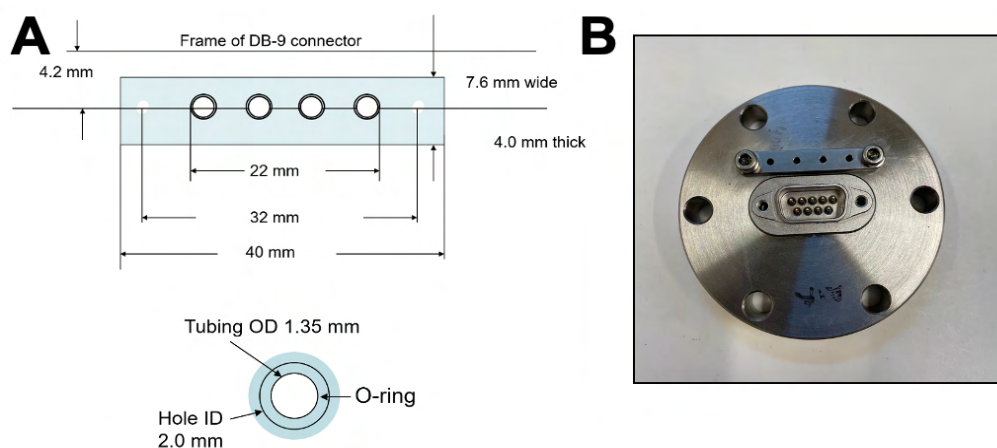 A
Frame of DB-9 connector
4.2 mm
7.6 mm wide
4.0 mm thick
22 mm
32 mm
40 mm
Tubing OD 1.35 mm
O-ring
Hole ID
2.0 mm
B